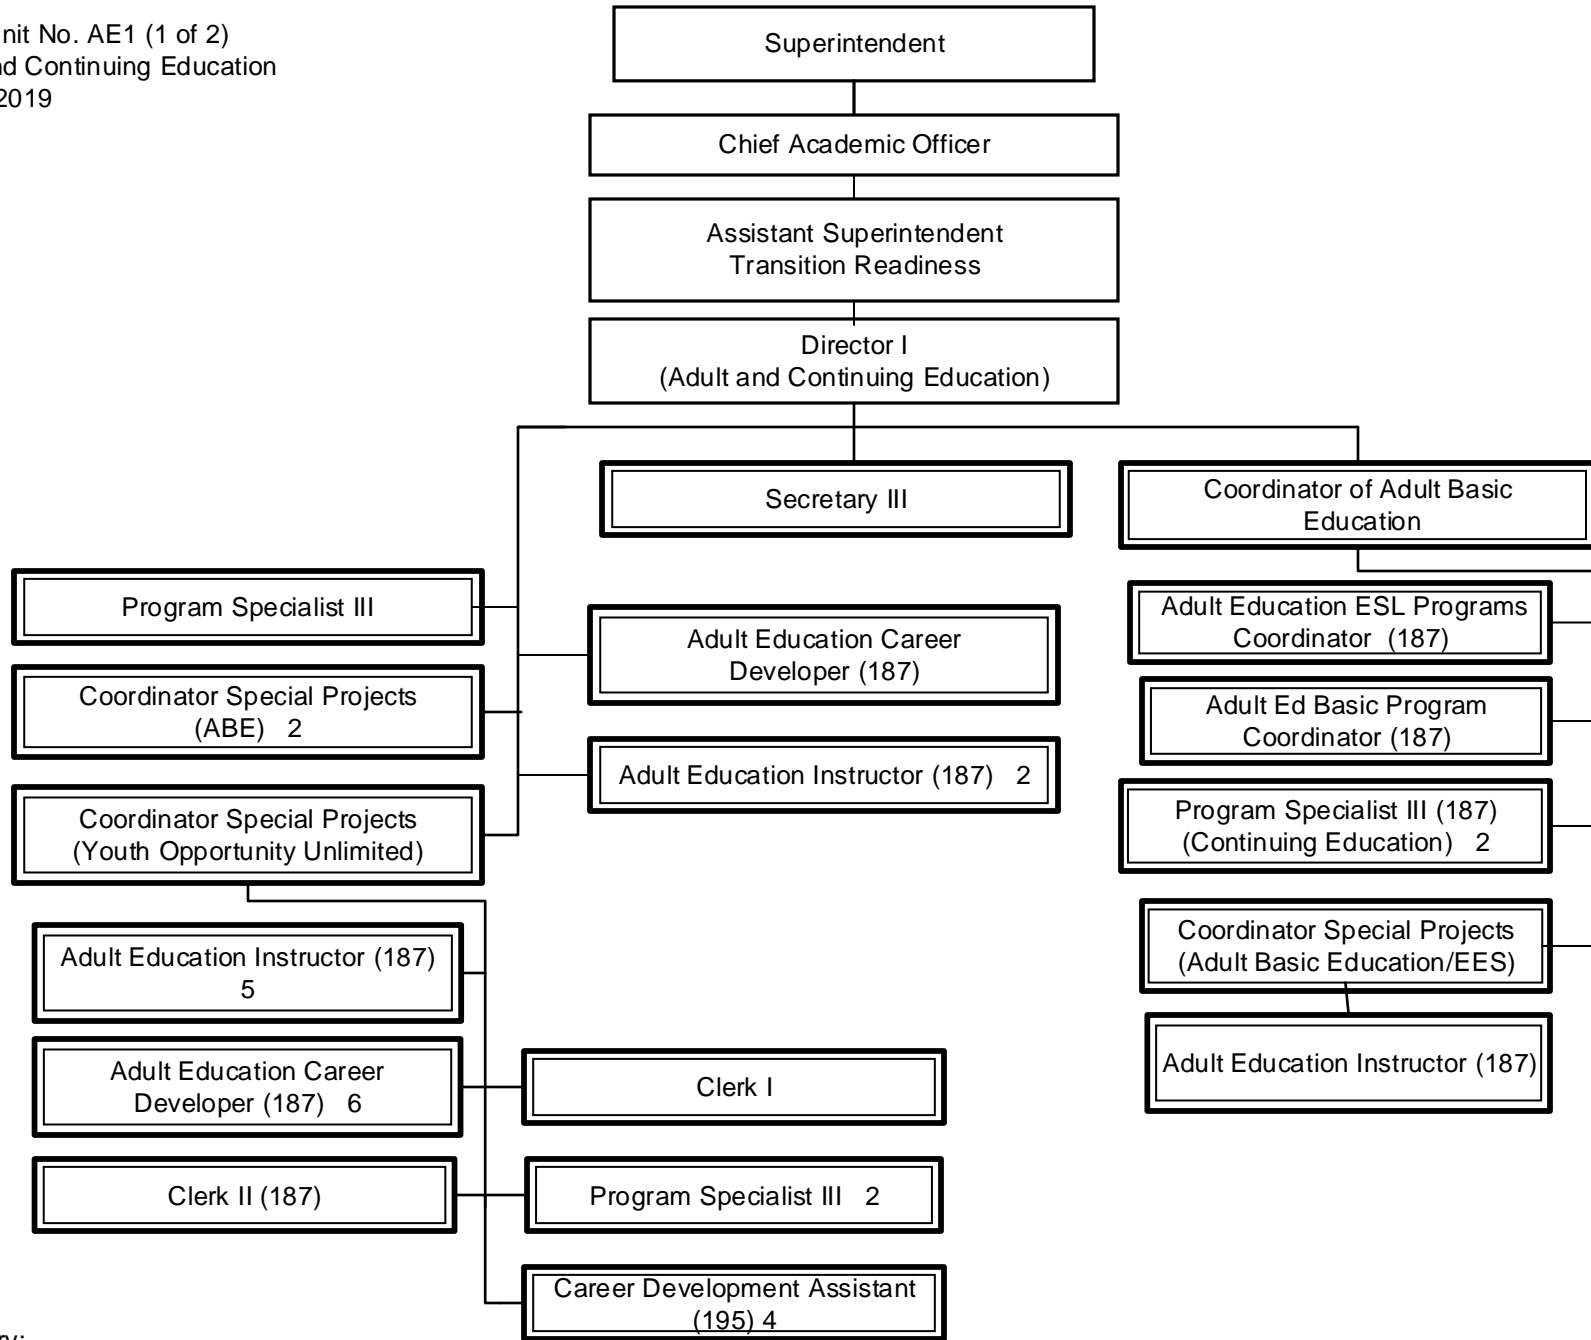 nit No. AE1 (1 of 2)
nd Continuing Education
2019
Superintendent
Chief Academic Officer
Assistant Superintendent
Transition Readiness
Director I
(Adult and Continuing Education)
Secretary III
Coordinator of Adult Basic
Education
Program Specialist III
Coordinator Special Projects
(ABE) 2
Coordinator Special Projects
(Youth Opportunity Unlimited)
Adult Education Career
Developer (187)
Adult Education Instructor (187) 2
Adult Education ESL Programs
Coordinator (187)
Adult Ed Basic Program
Coordinator (187)
Program Specialist III (187)
(Continuing Education) 2
Coordinator Special Projects
(Adult Basic Education/EES)
Adult Education Instructor (187)
Adult Education Instructor (187)
5
Adult Education Career
Developer (187) 6
Clerk II (187)
Clerk I
Program Specialist III 2
Career Development Assistant
(195) 4